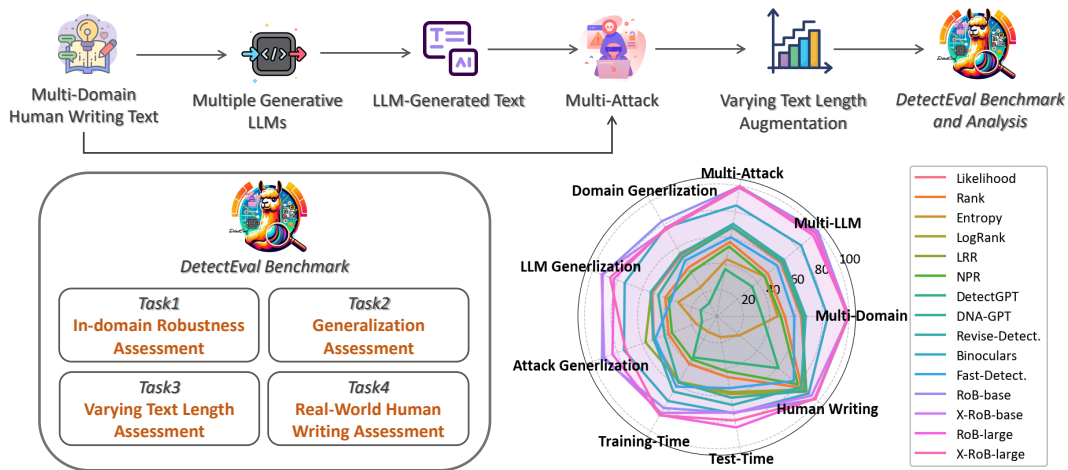 Multi-Domain
Human Writing Text
Multiple Generative
LLMs
LLM-Generated Text
Multi-Attack
Varying Text Length
Augmentation
DetectEval Benchmark
and Analysis
DetectEval Benchmark
Task1
In-domain Robustness
Assessment
Task2
Generalization
Assessment
Task3
Varying Text Length
Assessment
Task4
Real-World Human
Writing Assessment
Multi-Attack
Domain Generlization
Multi-LLM
LLM Generlization
Multi-Domain
Attack Generlization
Human Writing
Training-Time
Test-Time
20
40
60
80
100
Likelihood
Rank
Entropy
LogRank
LRR
NPR
DetectGPT
DNA-GPT
Revise-Detect.
Binoculars
Fast-Detect.
RoB-base
X-RoB-base
RoB-large
X-RoB-large